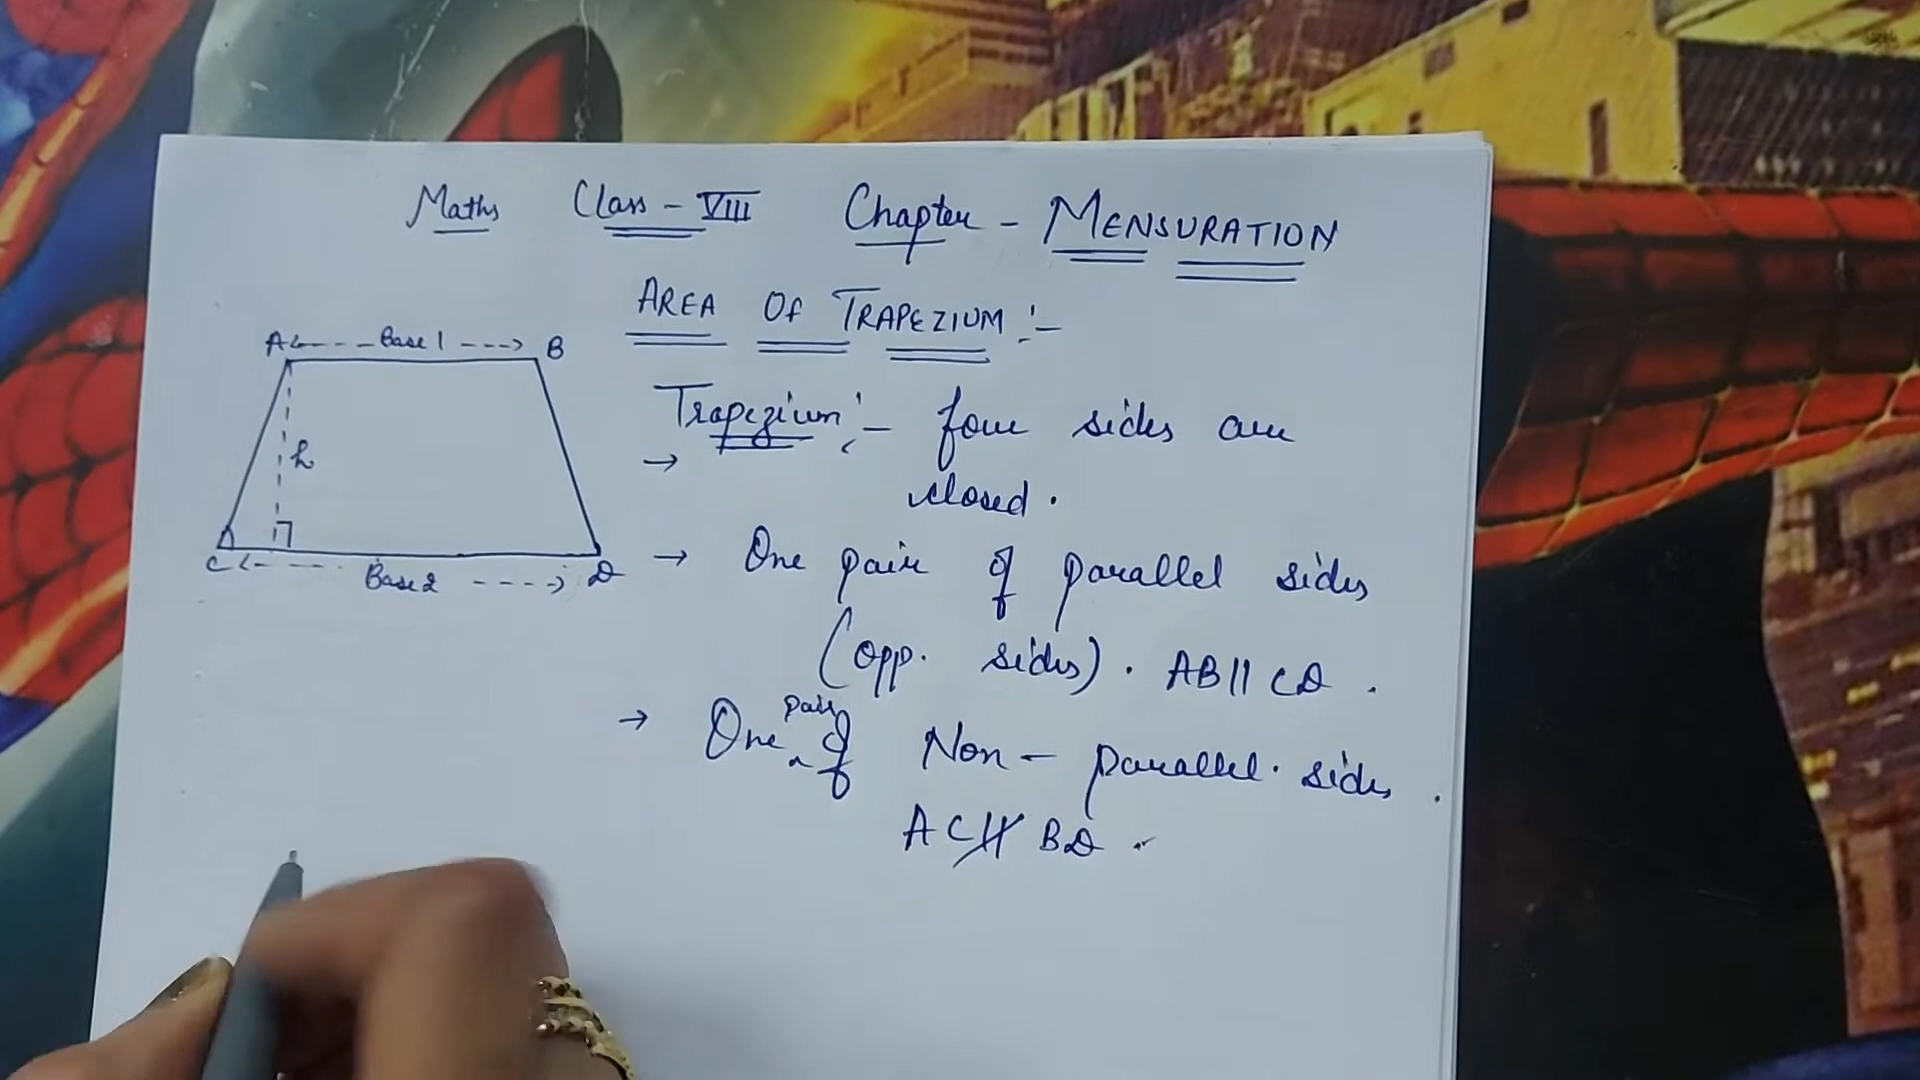 Maths Class - VIII Chapter - MENSURATION
AREA OF TRAPEZIUM :-
A <--- Base 1 ---> B
h
C <---- Base 2 ----> D
Trapezium :- four sides are
→ closed .
→ One pair of parallel sides
(opp. sides) . AB || CD .
→ One pair of Non - parallel . sides .
AC ∦ BD .